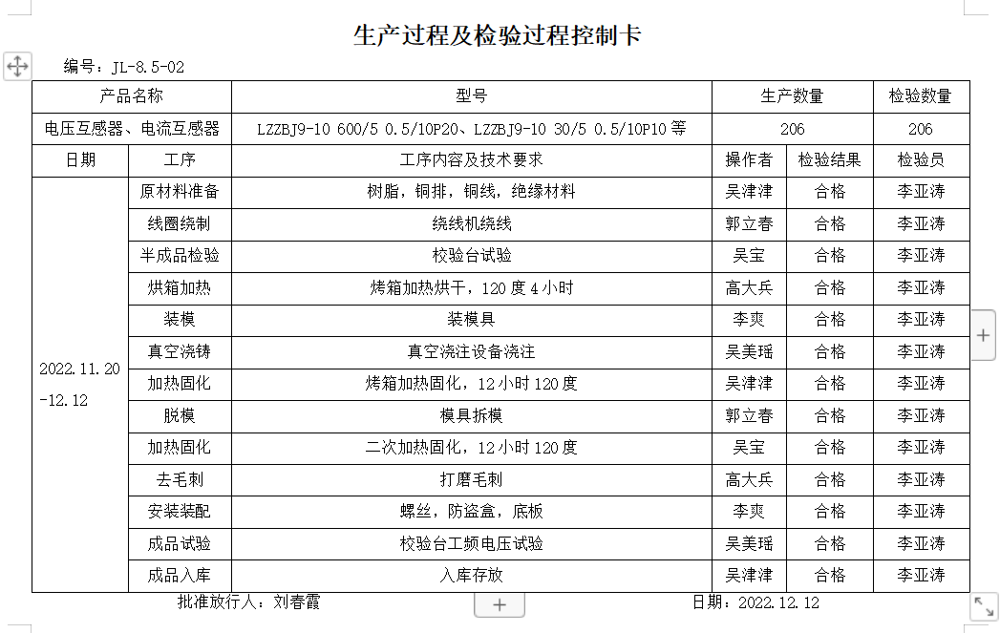 生产过程及检验过程控制卡
编号：JL-8.5-02
产品名称 型号 生产数量 检验数量
电压互感器、电流互感器 LZZBJ9-10 600/5 0.5/10P20、LZZBJ9-10 30/5 0.5/10P10 等 206 206
日期 工序 工序内容及技术要求 操作者 检验结果 检验员
原材料准备 树脂，铜排，铜线，绝缘材料 吴津津 合格 李亚涛
线圈绕制 绕线机绕线 郭立春 合格 李亚涛
半成品检验 校验台试验 吴宝 合格 李亚涛
烘箱加热 烤箱加热烘干，120 度 4 小时 高大兵 合格 李亚涛
装模 装模具 李爽 合格 李亚涛
真空浇铸 真空浇注设备浇注 吴美瑶 合格 李亚涛
2022.11.20
-12.12
加热固化 烤箱加热固化，12 小时 120 度 吴津津 合格 李亚涛
脱模 模具拆模 郭立春 合格 李亚涛
加热固化 二次加热固化，12 小时 120 度 吴宝 合格 李亚涛
去毛刺 打磨毛刺 高大兵 合格 李亚涛
安装装配 螺丝，防盗盒，底板 李爽 合格 李亚涛
成品试验 校验台工频电压试验 吴美瑶 合格 李亚涛
成品入库 入库存放 吴津津 合格 李亚涛
批准放行人：刘春霞 日期：2022.12.12